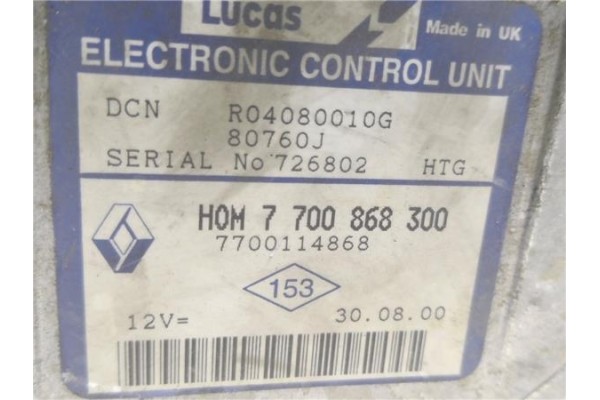 Lucas
Made in UK
ELECTRONIC CONTROL UNIT
DCN R04080010G
80760J
SERIAL No 726802 HTG
HOM 7 700 868 300
7700114868
153
12V= 30.08.00